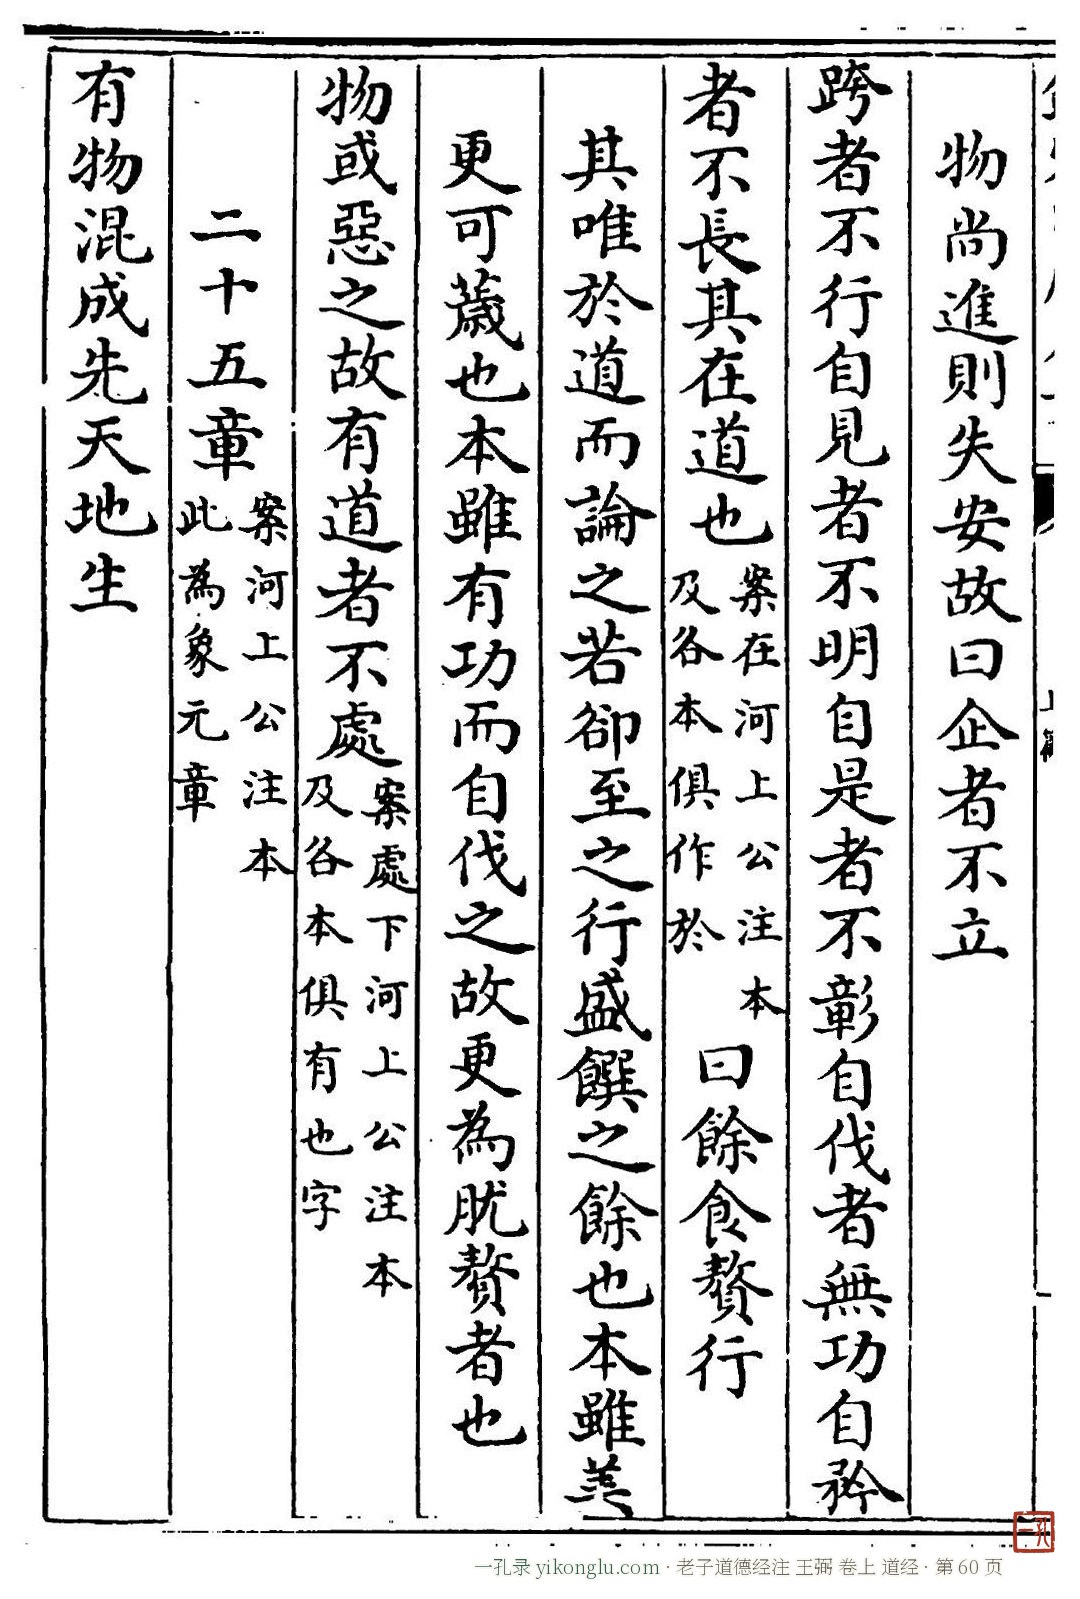 物尚進則失安故曰企者不立
跨者不行自見者不明自是者不彰自伐者無功自矜
者不長其在道也案在河上公注本及各本俱作於曰餘食贅行
其唯於道而論之若郤至之行盛饌之餘也本雖美
更可薉也本雖有功而自伐之故更為肬贅者也
物或惡之故有道者不處案處下河上公注本及各本俱有也字
二十五章案河上公注本此為象元章
有物混成先天地生
一孔录 yikonglu.com · 老子道德经注 王弼 卷上 道经 · 第 60 页